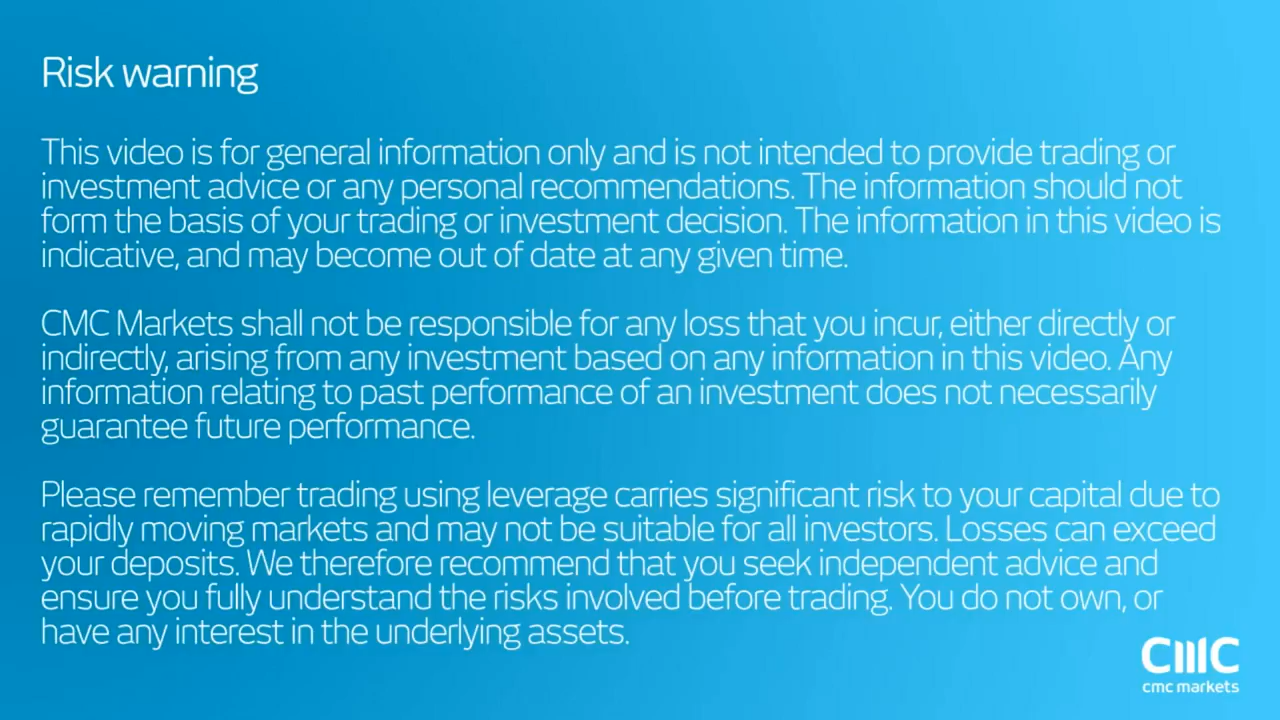 Risk warning
This video is for general information only and is not intended to provide trading or
investment advice or any personal recommendations. The information should not
form the basis of your trading or investment decision. The information in this video is
indicative, and may become out of date at any given time.
CMC Markets shall not be responsible for any loss that you incur, either directly or
indirectly, arising from any investment based on any information in this video. Any
information relating to past performance of an investment does not necessarily
guarantee future performance.
Please remember trading using leverage carries significant risk to your capital due to
rapidly moving markets and may not be suitable for all investors. Losses can exceed
your deposits. We therefore recommend that you seek independent advice and
ensure you fully understand the risks involved before trading. You do not own, or
have any interest in the underlying assets.
CMC
cmc markets